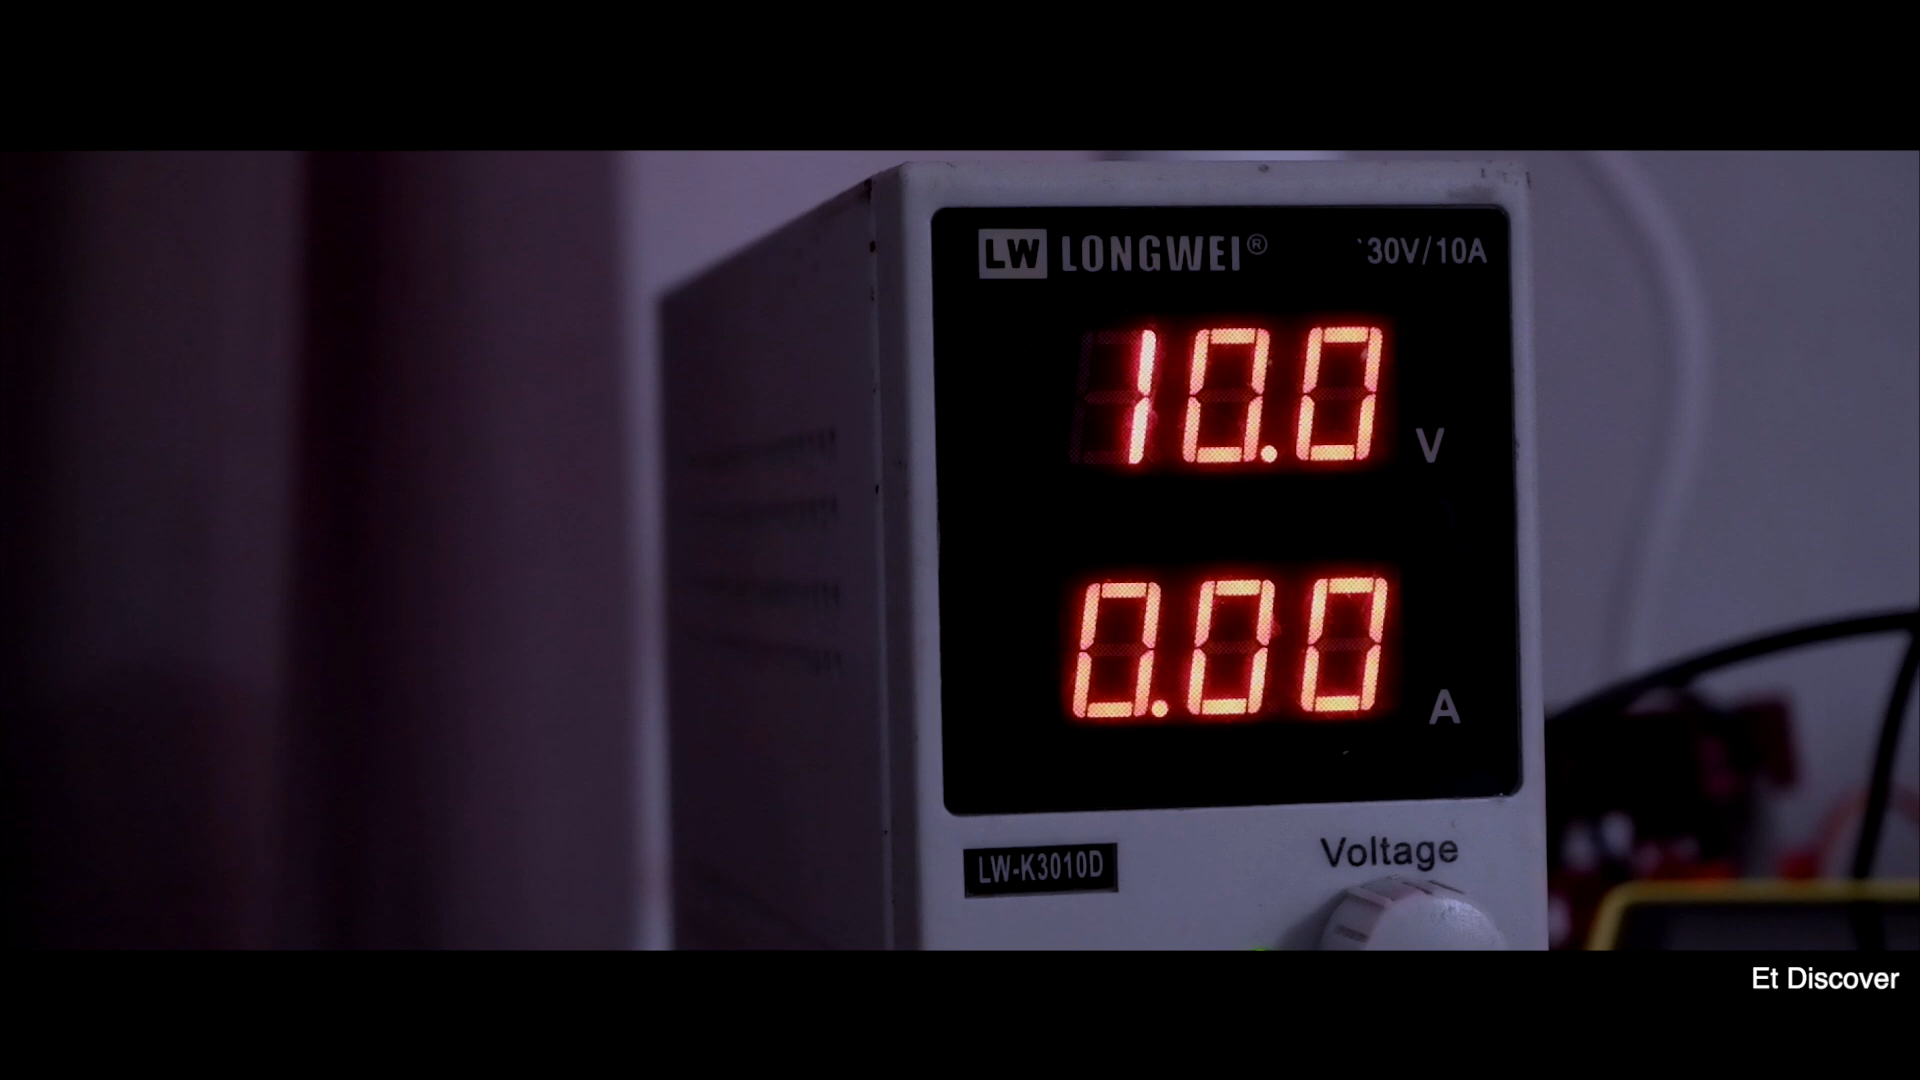 LW LONGWEI® 30V/10A
10.0 V
0.00 A
Voltage
LW-K3010D
Et Discover